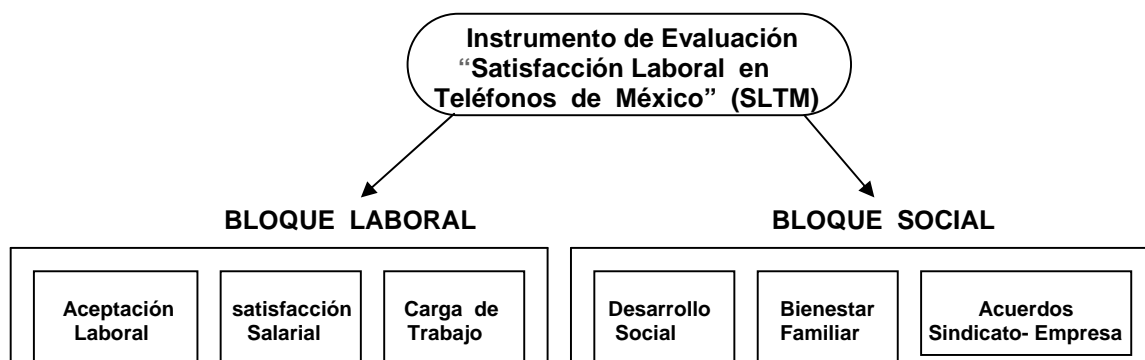 Instrumento de Evaluación
“Satisfacción Laboral en
Teléfonos de México” (SLTM)
BLOQUE LABORAL
BLOQUE SOCIAL
Aceptación
Laboral
satisfacción
Salarial
Carga de
Trabajo
Desarrollo
Social
Bienestar
Familiar
Acuerdos
Sindicato- Empresa